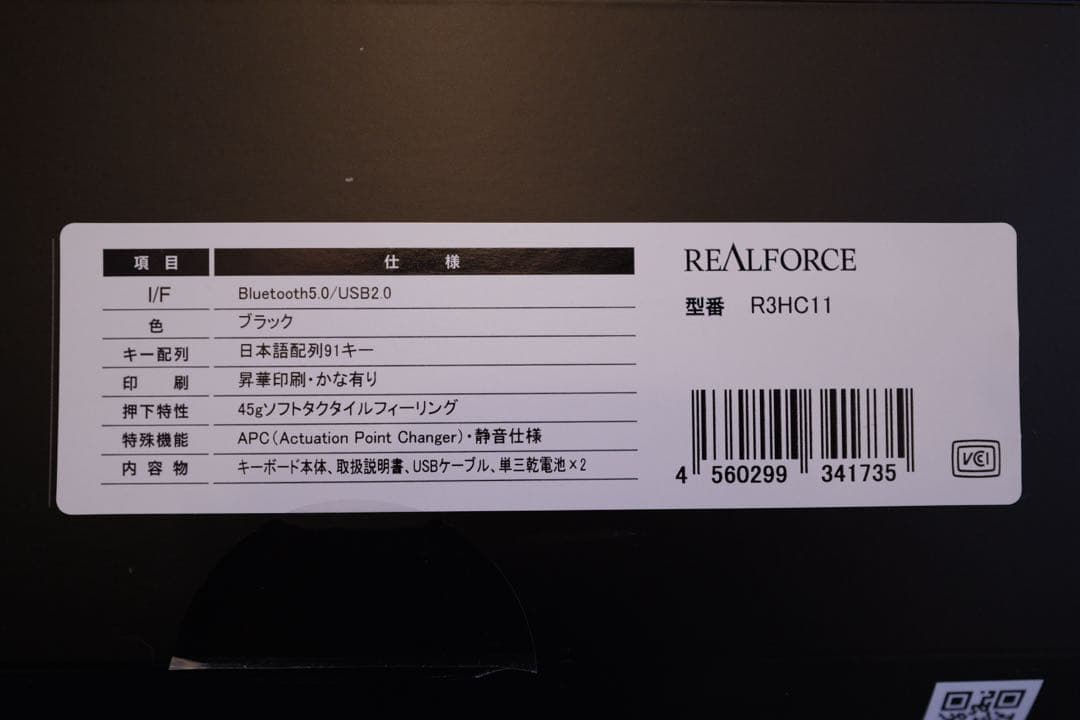 項目 仕様
I/F Bluetooth5.0/USB2.0
色 ブラック
キー配列 日本語配列91キー
印刷 昇華印刷・かな有り
押下特性 45gソフトタクタイルフィーリング
特殊機能 APC(Actuation Point Changer)・静音仕様
内容物 キーボード本体、取扱説明書、USBケーブル、単三乾電池×2
REALFORCE
型番 R3HC11
4 560299 341735
VCCI